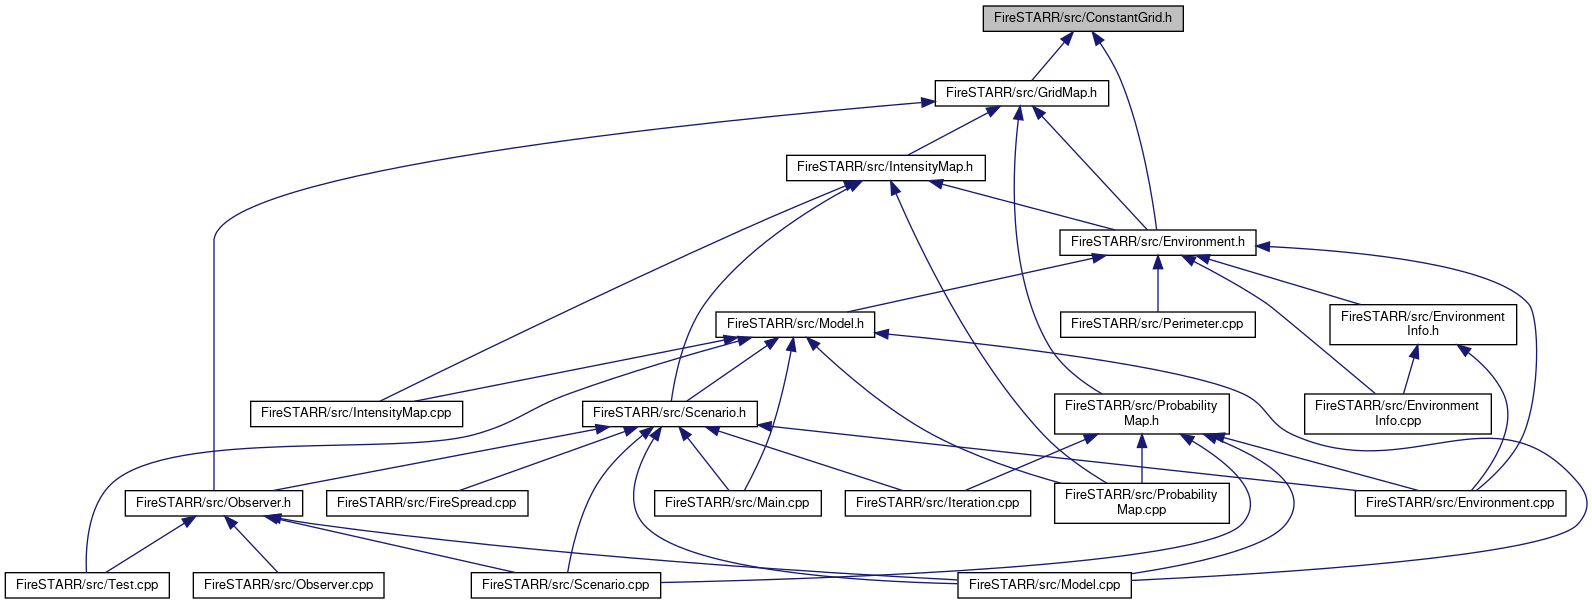 FireSTARR/src/ConstantGrid.h
FireSTARR/src/GridMap.h
FireSTARR/src/IntensityMap.h
FireSTARR/src/Environment.h
FireSTARR/src/Model.h
FireSTARR/src/Perimeter.cpp
FireSTARR/src/Environment
Info.h
FireSTARR/src/IntensityMap.cpp
FireSTARR/src/Scenario.h
FireSTARR/src/Probability
Map.h
FireSTARR/src/Environment
Info.cpp
FireSTARR/src/Observer.h
FireSTARR/src/FireSpread.cpp
FireSTARR/src/Main.cpp
FireSTARR/src/Iteration.cpp
FireSTARR/src/Probability
Map.cpp
FireSTARR/src/Environment.cpp
FireSTARR/src/Test.cpp
FireSTARR/src/Observer.cpp
FireSTARR/src/Scenario.cpp
FireSTARR/src/Model.cpp